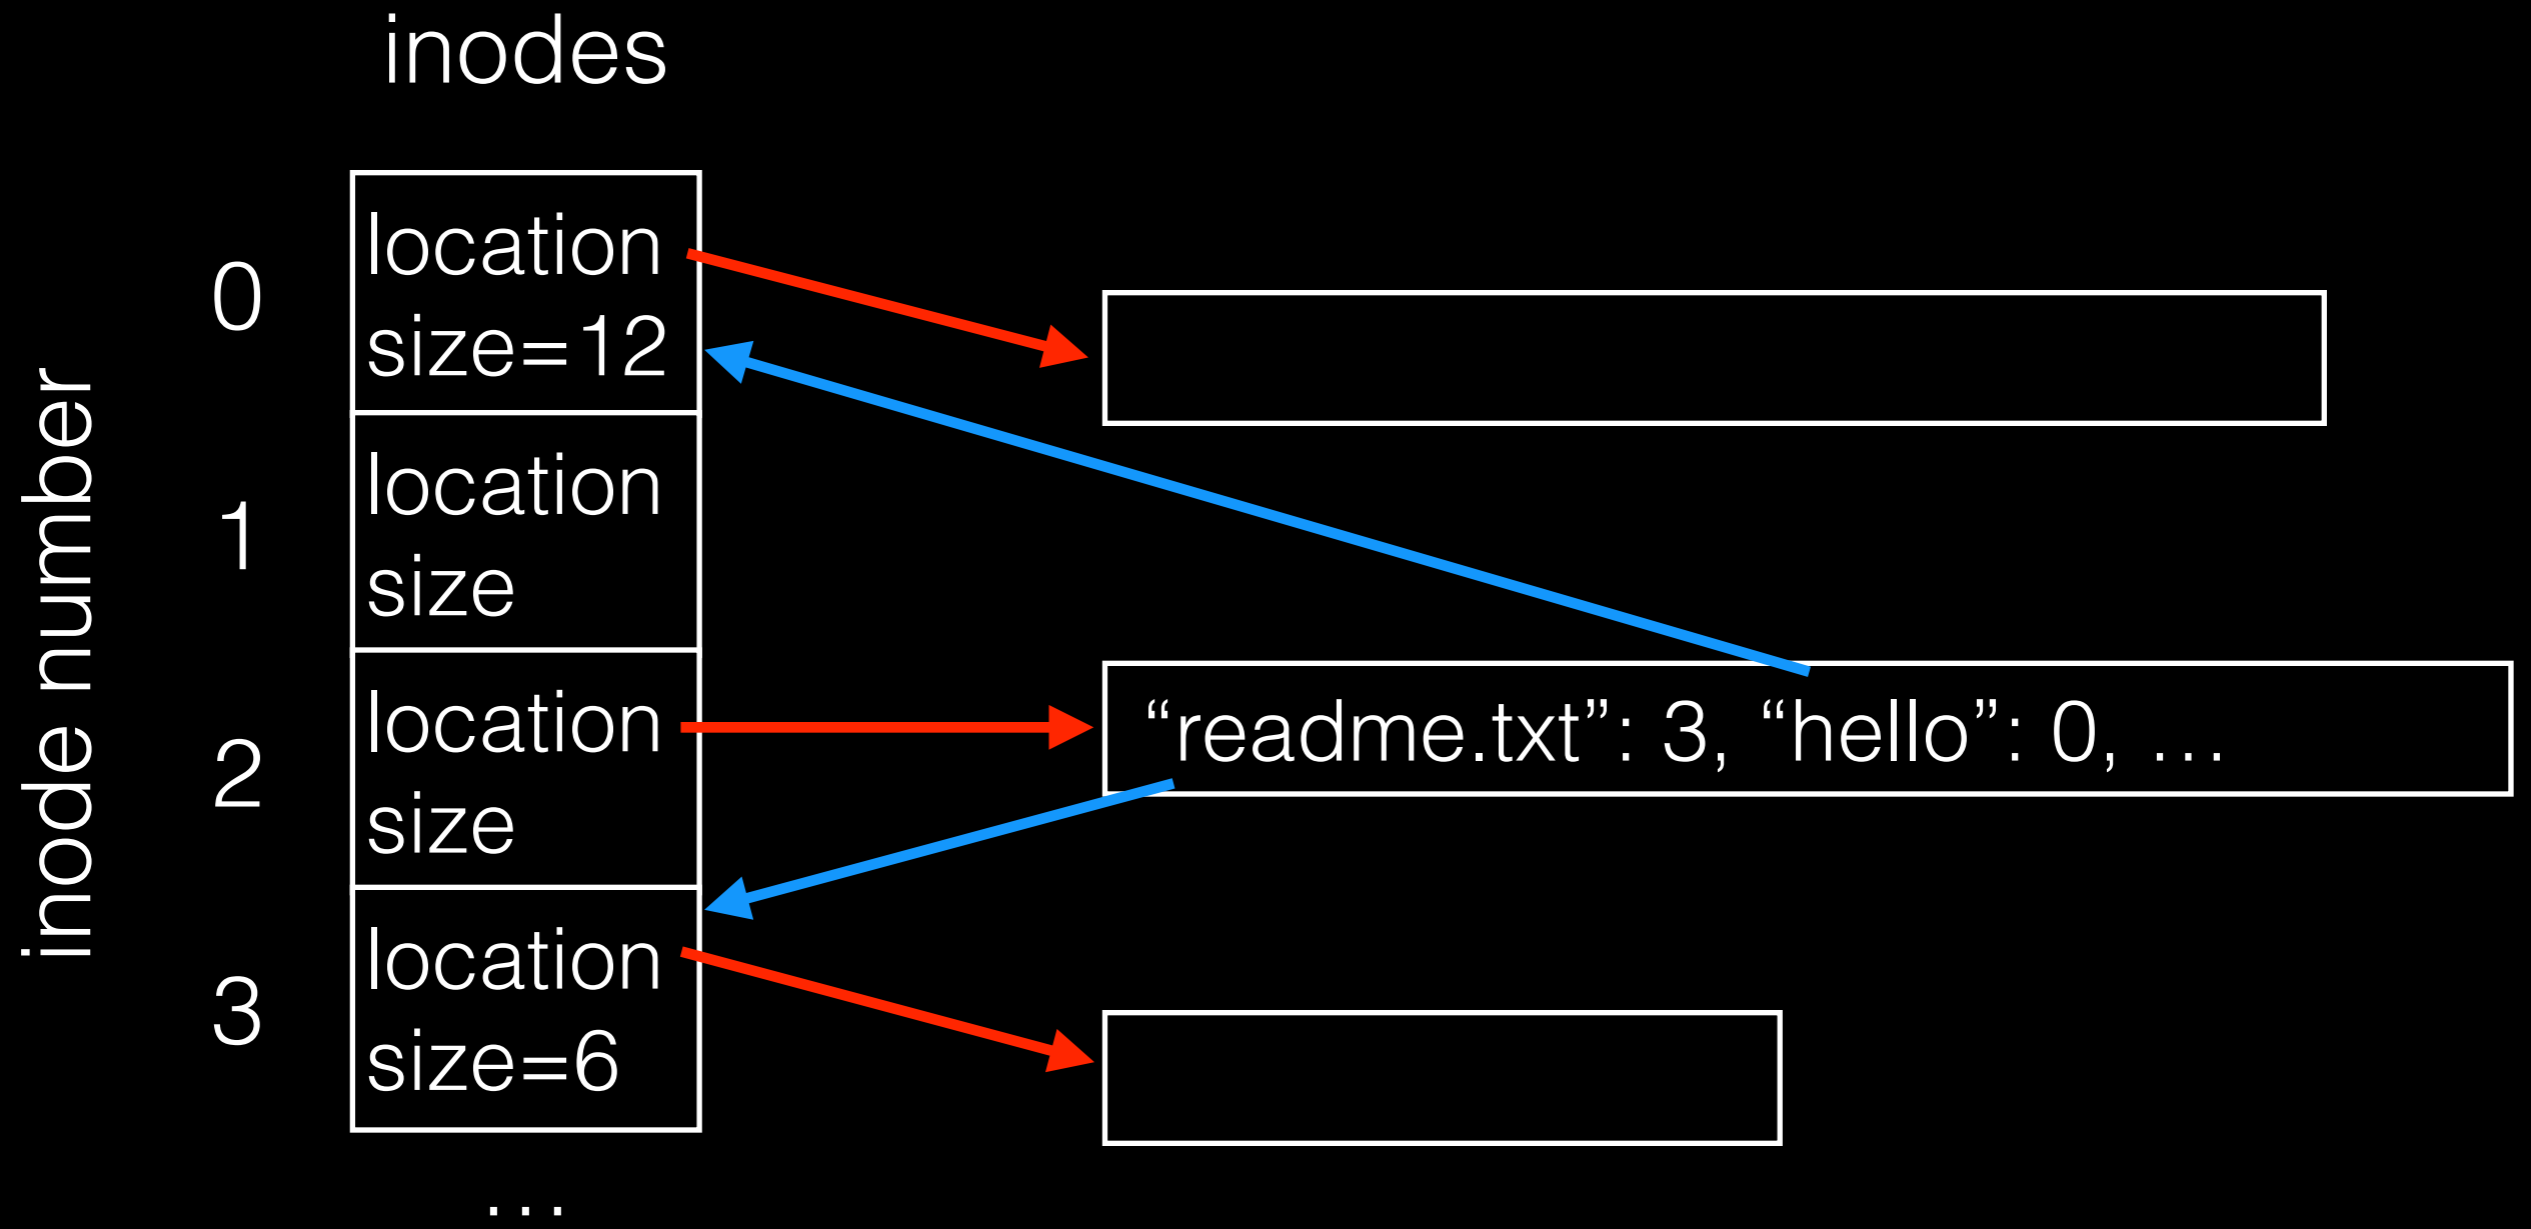 inodes
inode number
0
location
size=12
1
location
size
2
location
size
“readme.txt”: 3, “hello”: 0, …
3
location
size=6
…